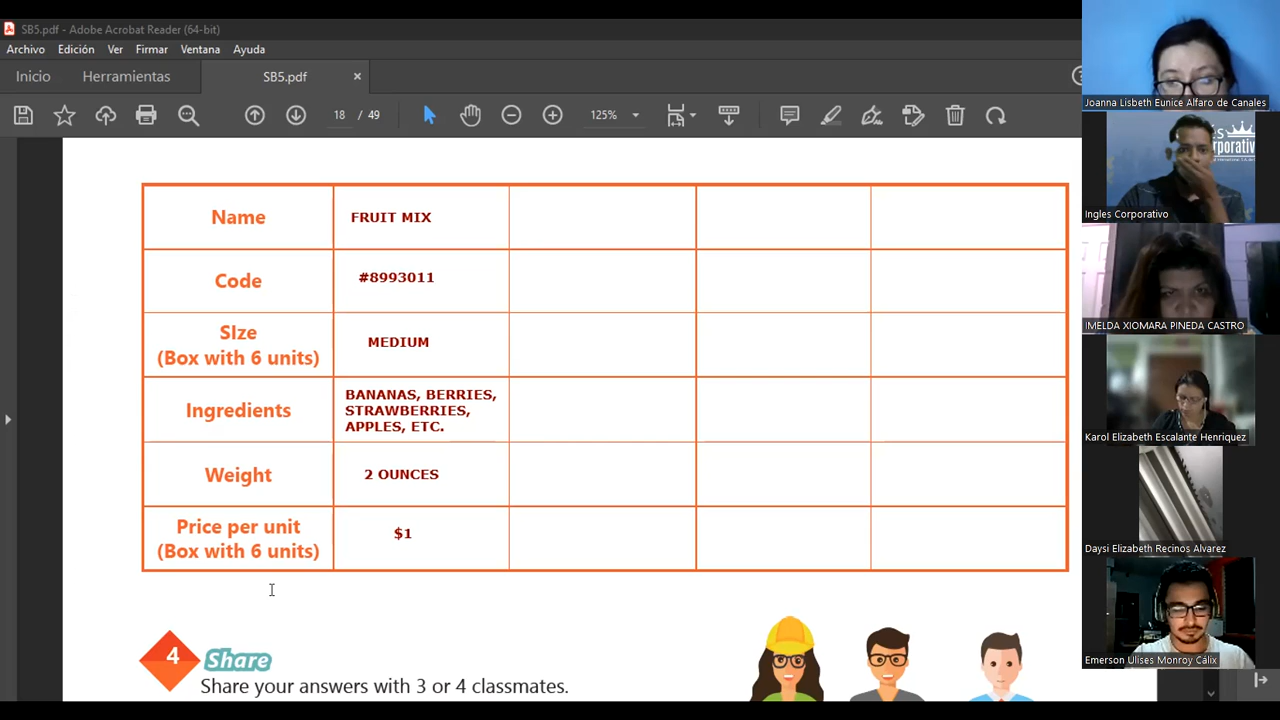 SB5.pdf - Adobe Acrobat Reader (64-bit)
Archivo Edición Ver Firmar Ventana Ayuda
Inicio Herramientas SB5.pdf ×
18 / 49 125%
Name FRUIT MIX
Code #8993011
SIze
(Box with 6 units) MEDIUM
Ingredients BANANAS, BERRIES,
STRAWBERRIES,
APPLES, ETC.
Weight 2 OUNCES
Price per unit
(Box with 6 units) $1
4 Share
Share your answers with 3 or 4 classmates.
Joanna Lisbeth Eunice Alfaro de Canales
Ingles Corporativo
IMELDA XIOMARA PINEDA CASTRO
Karol Elizabeth Escalante Henriquez
Daysi Elizabeth Recinos Alvarez
Emerson Ulises Monroy Cálix